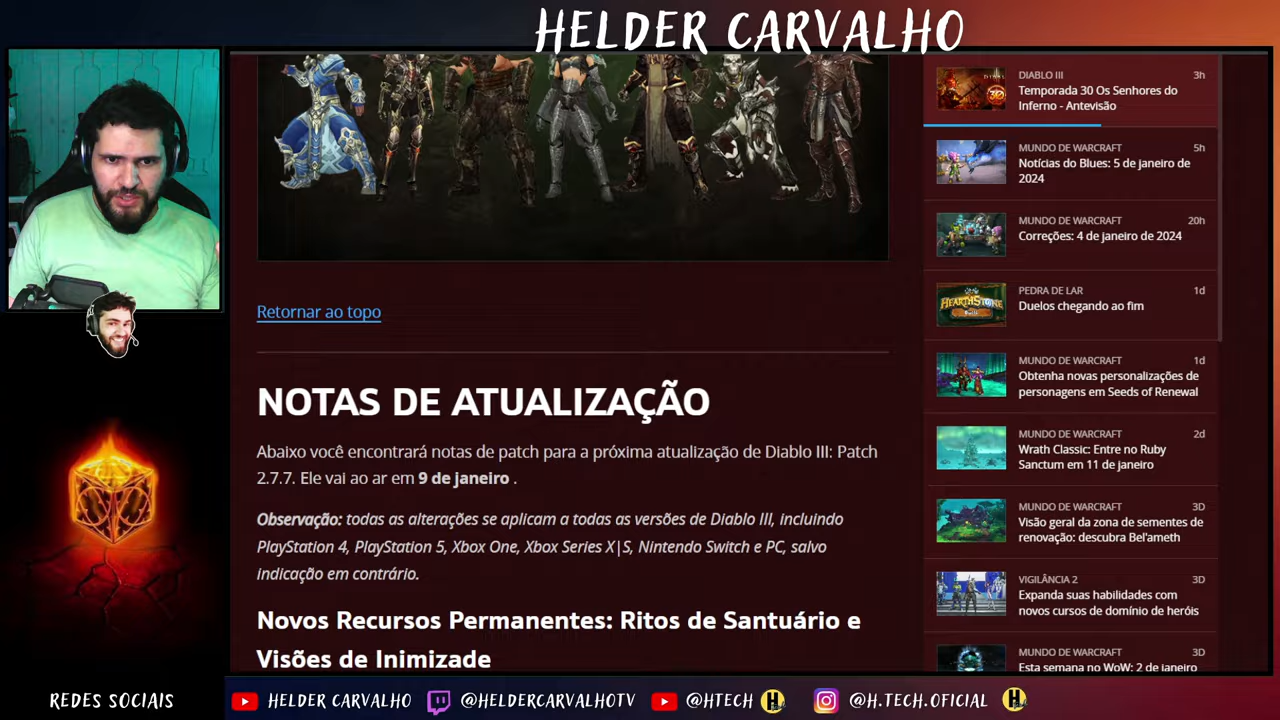 HELDER CARVALHO
Retornar ao topo
NOTAS DE ATUALIZAÇÃO
Abaixo você encontrará notas de patch para a próxima atualização de Diablo III: Patch
2.7.7. Ele vai ao ar em 9 de janeiro .
Observação: todas as alterações se aplicam a todas as versões de Diablo III, incluindo
PlayStation 4, PlayStation 5, Xbox One, Xbox Series X|S, Nintendo Switch e PC, salvo
indicação em contrário.
Novos Recursos Permanentes: Ritos de Santuário e
Visões de Inimizade
DIABLO III 3h
Temporada 30 Os Senhores do
Inferno - Antevisão
MUNDO DE WARCRAFT 5h
Notícias do Blues: 5 de janeiro de
2024
MUNDO DE WARCRAFT 20h
Correções: 4 de janeiro de 2024
PEDRA DE LAR 1d
HEARTHSTONE
Duelos chegando ao fim
MUNDO DE WARCRAFT 1d
Obtenha novas personalizações de
personagens em Seeds of Renewal
MUNDO DE WARCRAFT 2d
Wrath Classic: Entre no Ruby
Sanctum em 11 de janeiro
MUNDO DE WARCRAFT 3D
Visão geral da zona de sementes de
renovação: descubra Bel'ameth
VIGILÂNCIA 2 3D
Expanda suas habilidades com
novos cursos de domínio de heróis
MUNDO DE WARCRAFT 3D
Esta semana no WoW: 2 de janeiro
REDES SOCIAIS
HELDER CARVALHO
@HELDERCARVALHOTV
@HTECH
@H.TECH.OFICIAL